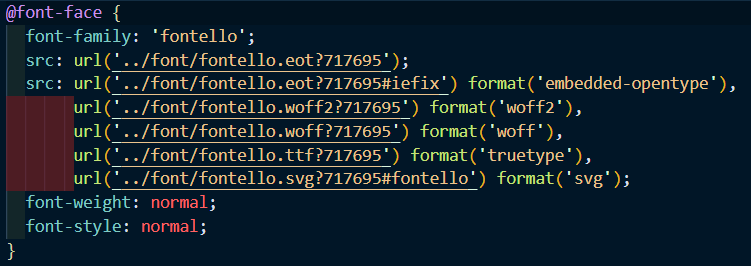 @font-face {
  font-family: 'fontello';
  src: url('../font/fontello.eot?717695');
  src: url('../font/fontello.eot?717695#iefix') format('embedded-opentype'),
       url('../font/fontello.woff2?717695') format('woff2'),
       url('../font/fontello.woff?717695') format('woff'),
       url('../font/fontello.ttf?717695') format('truetype'),
       url('../font/fontello.svg?717695#fontello') format('svg');
  font-weight: normal;
  font-style: normal;
}